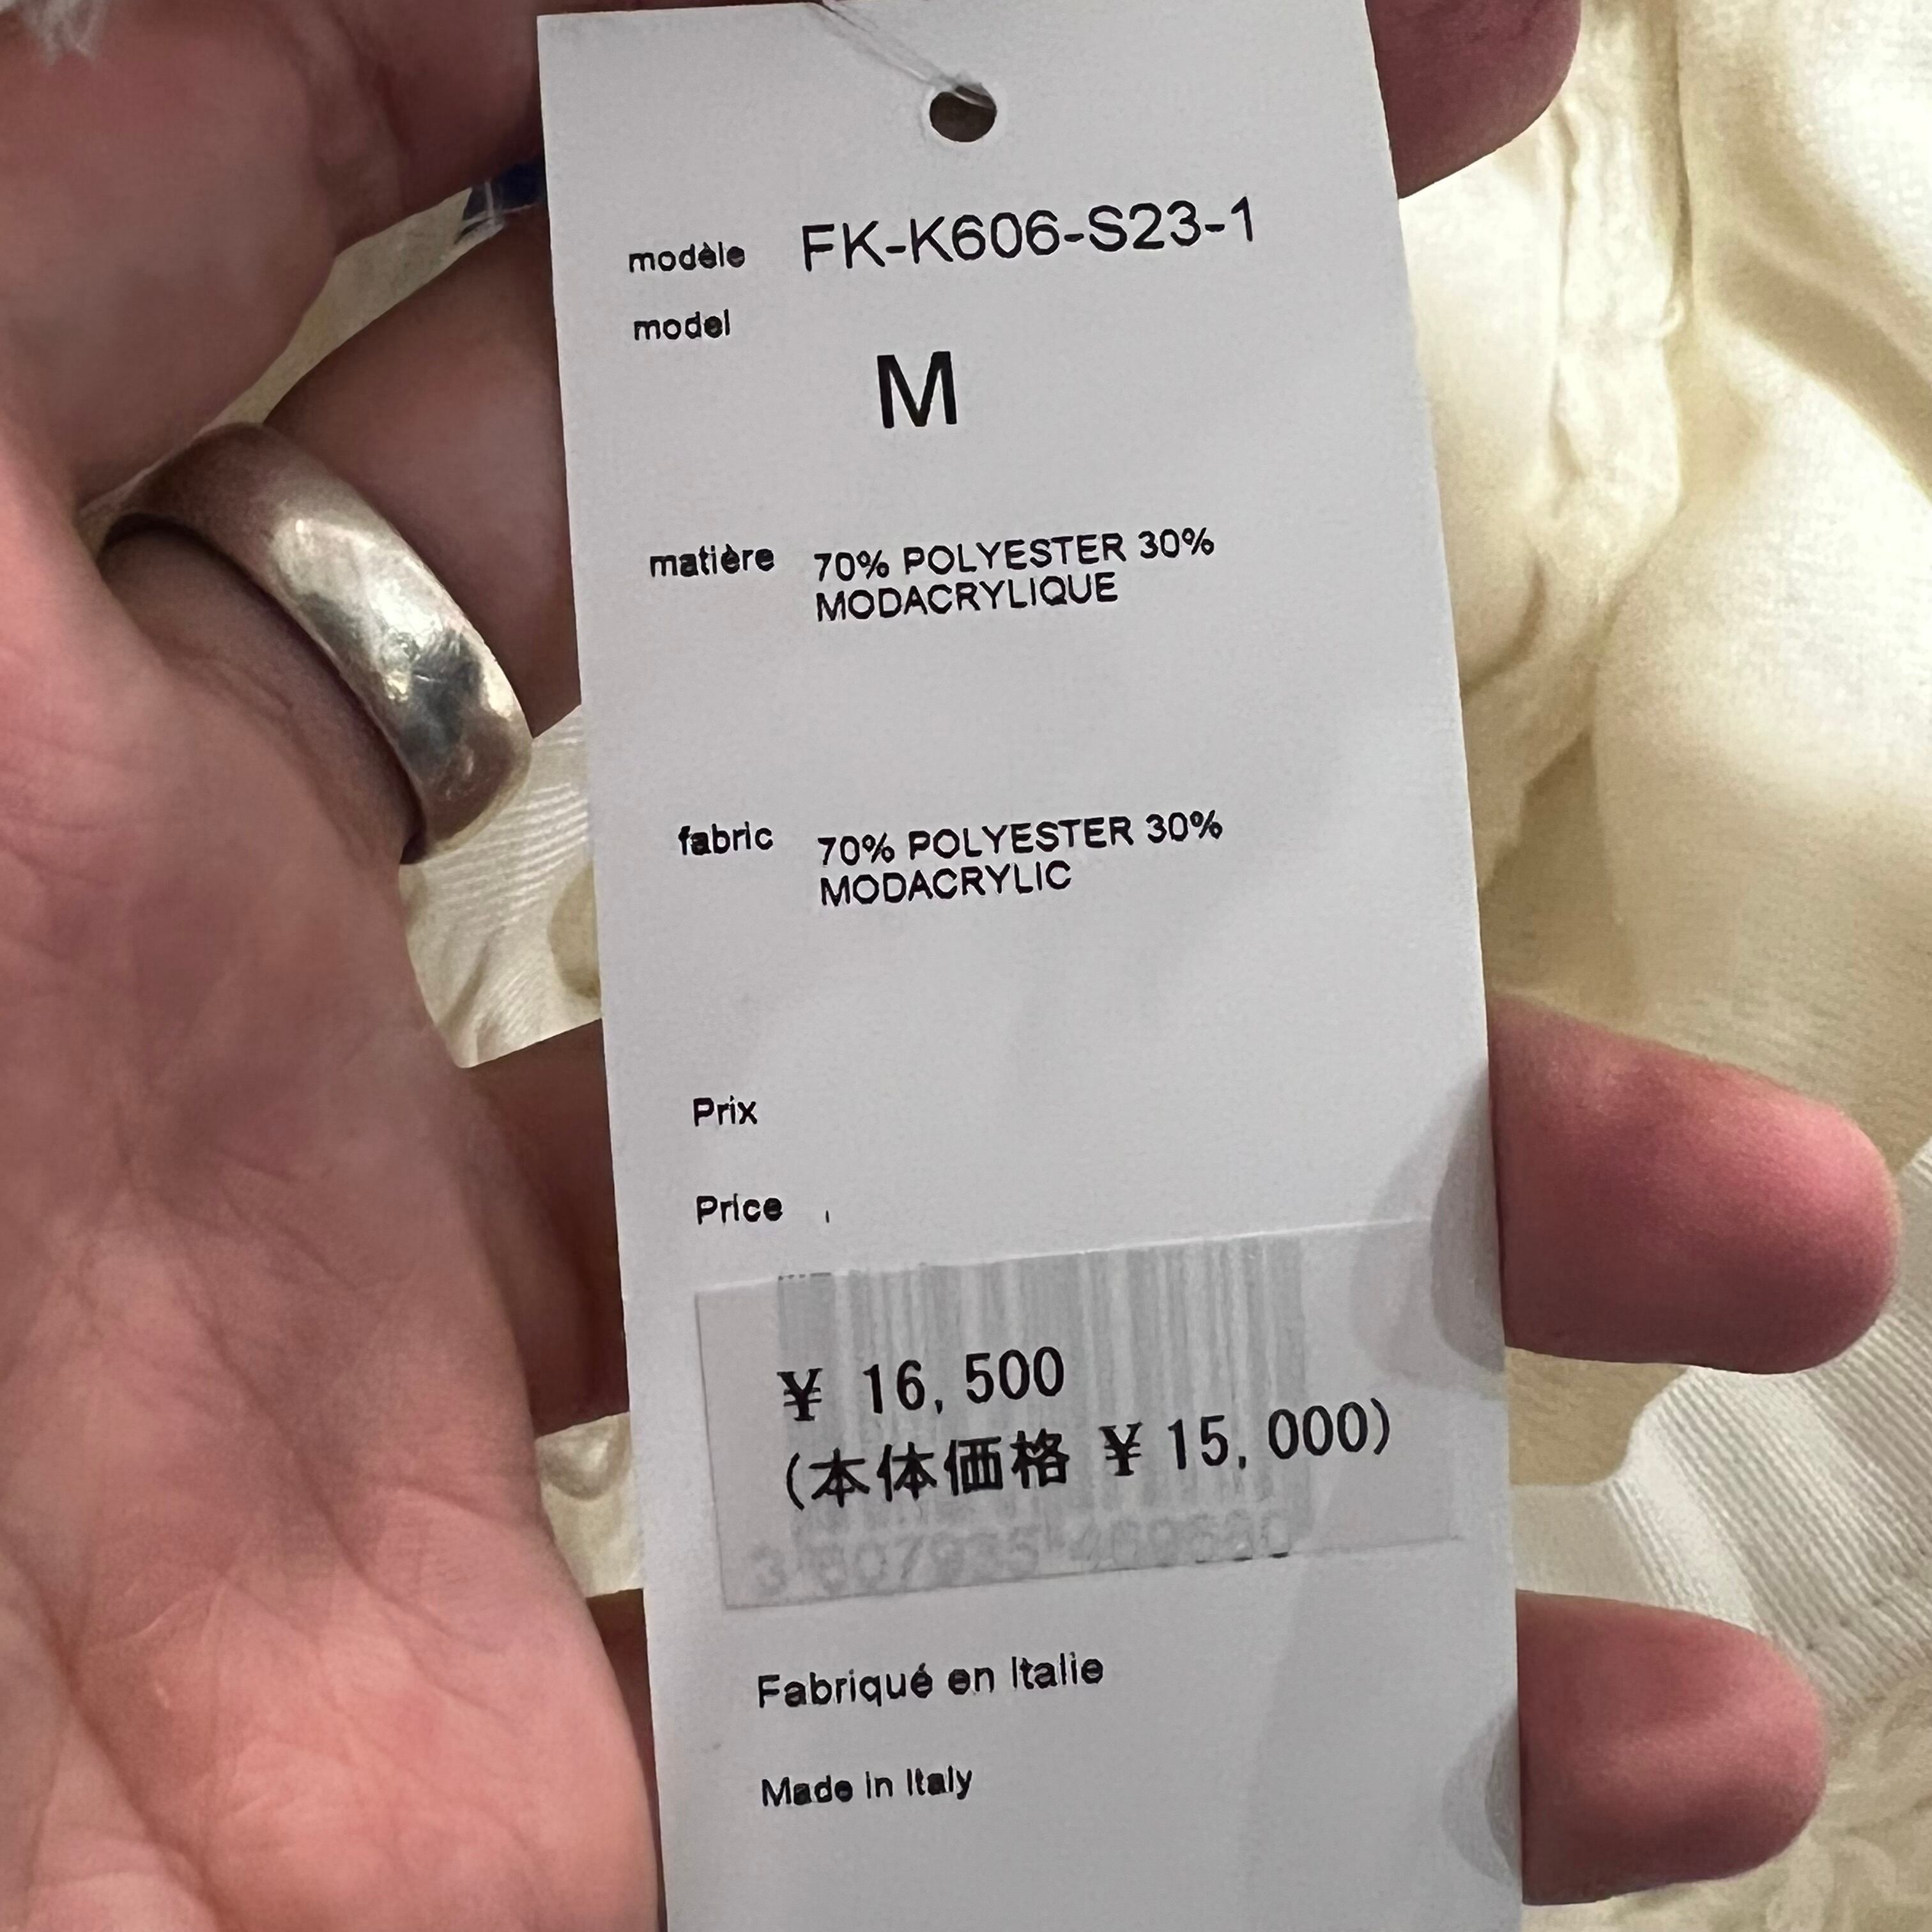 modèle FK-K606-S23-1
model
M
matière 70% POLYESTER 30%
MODACRYLIQUE
fabric 70% POLYESTER 30%
MODACRYLIC
Prix
Price
¥ 16,500
(本体価格 ¥15,000)
Fabriqué en Italie
Made in Italy